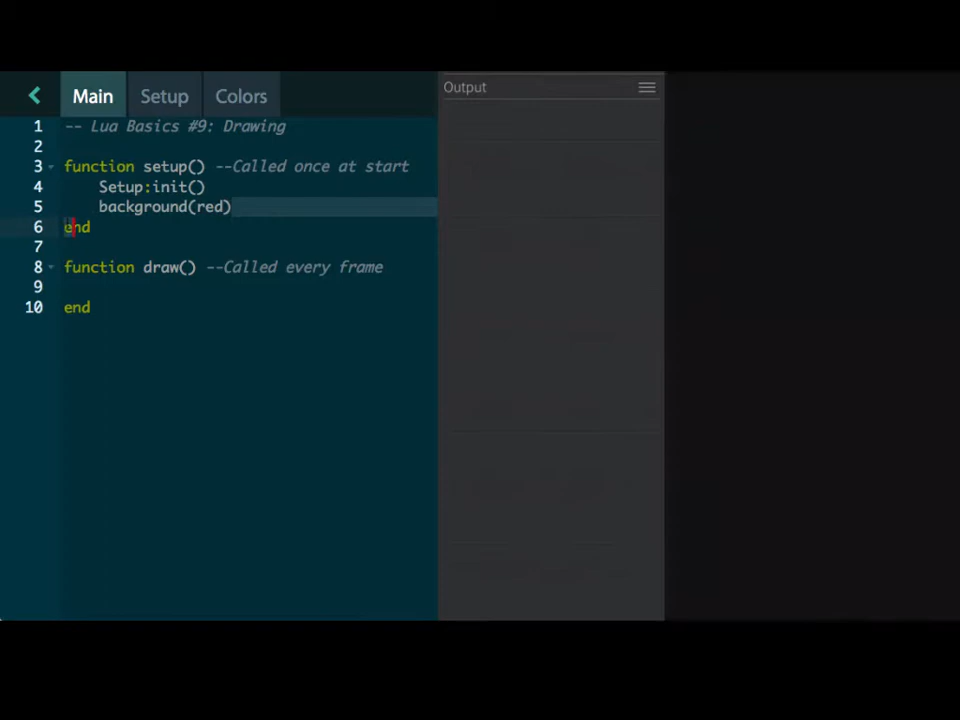 Main Setup Colors Output
1 -- Lua Basics #9: Drawing
2
3 function setup() --Called once at start
4 Setup:init()
5 background(red)
6 end
7
8 function draw() --Called every frame
9
10 end